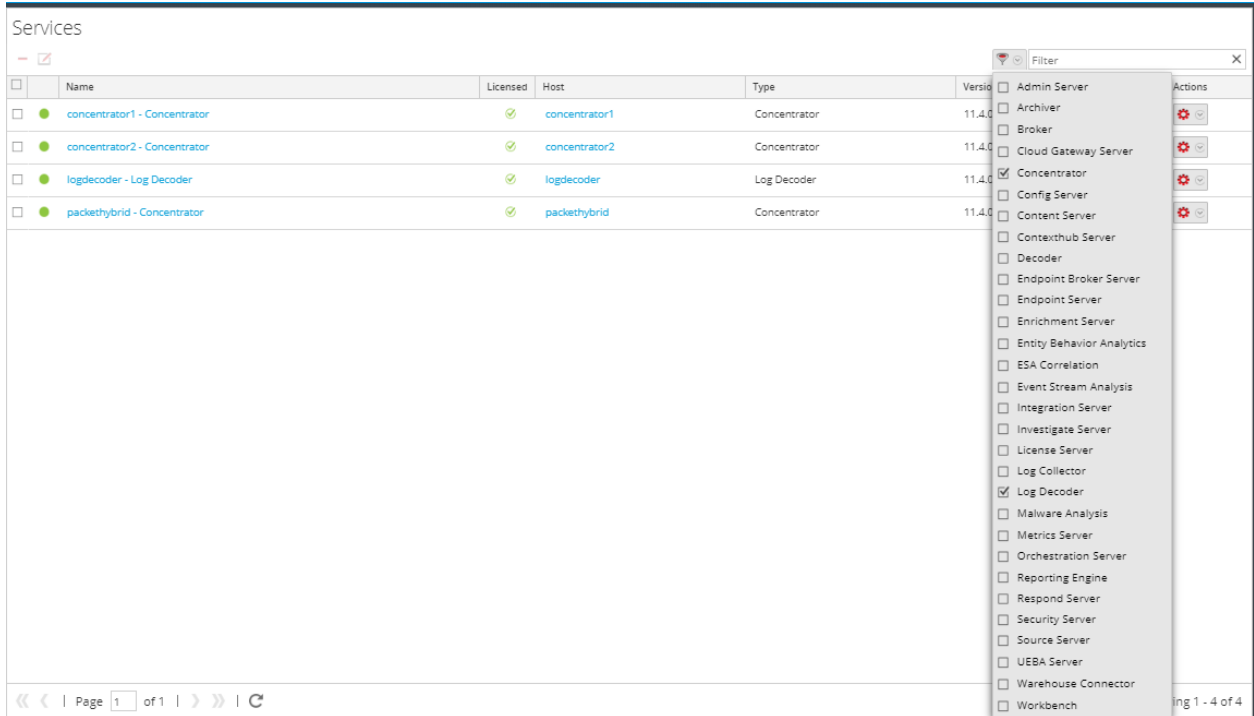 Services
Filter
Name Licensed Host Type Versio Actions
concentrator1 - Concentrator concentrator1 Concentrator 11.4.0
concentrator2 - Concentrator concentrator2 Concentrator 11.4.0
logdecoder - Log Decoder logdecoder Log Decoder 11.4.0
packethybrid - Concentrator packethybrid Concentrator 11.4.0
Admin Server
Archiver
Broker
Cloud Gateway Server
Concentrator
Config Server
Content Server
Contexthub Server
Decoder
Endpoint Broker Server
Endpoint Server
Enrichment Server
Entity Behavior Analytics
ESA Correlation
Event Stream Analysis
Integration Server
Investigate Server
License Server
Log Collector
Log Decoder
Malware Analysis
Metrics Server
Orchestration Server
Reporting Engine
Respond Server
Security Server
Source Server
UEBA Server
Warehouse Connector
Workbench
Page 1 of 1 ing 1 - 4 of 4